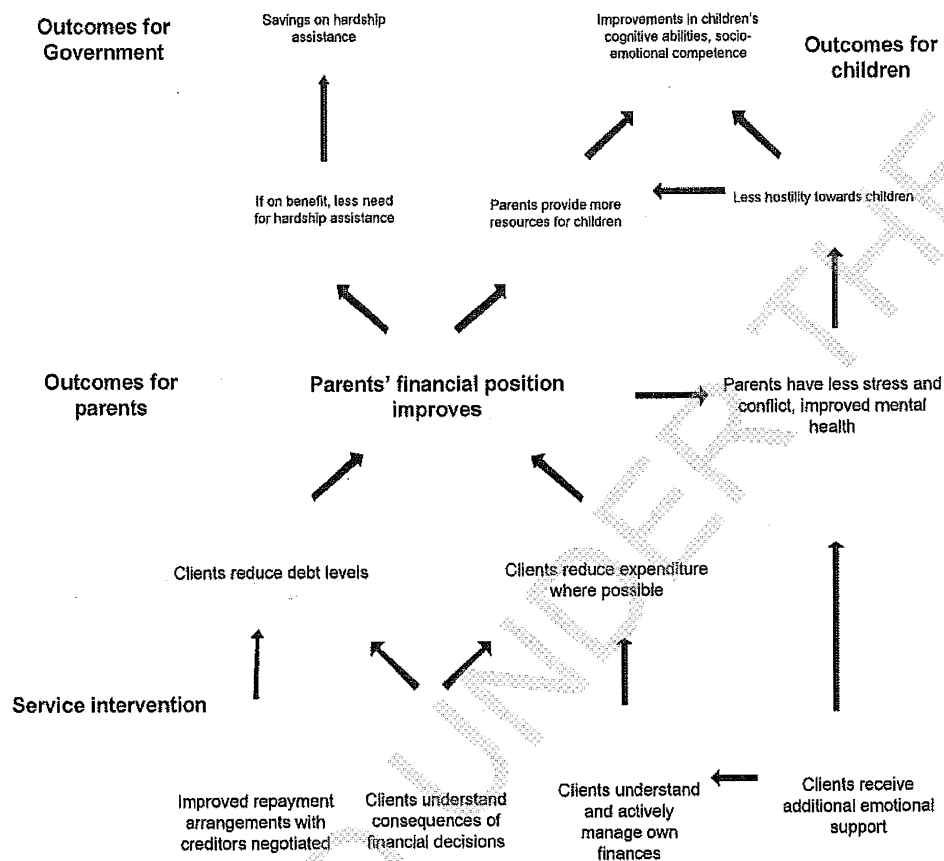 Outcomes for
Government
Savings on hardship
assistance
Improvements in children's
cognitive abilities, socio-
emotional competence
Outcomes for
children
If on benefit, less need
for hardship assistance
Parents provide more
resources for children
Less hostility towards children
Outcomes for
parents
Parents' financial position
improves
Parents have less stress and
conflict, improved mental
health
Clients reduce debt levels
Clients reduce expenditure
where possible
Service intervention
Improved repayment
arrangements with
creditors negotiated
Clients understand
consequences of
financial decisions
Clients understand
and actively
manage own
finances
Clients receive
additional emotional
support
UNDER THE